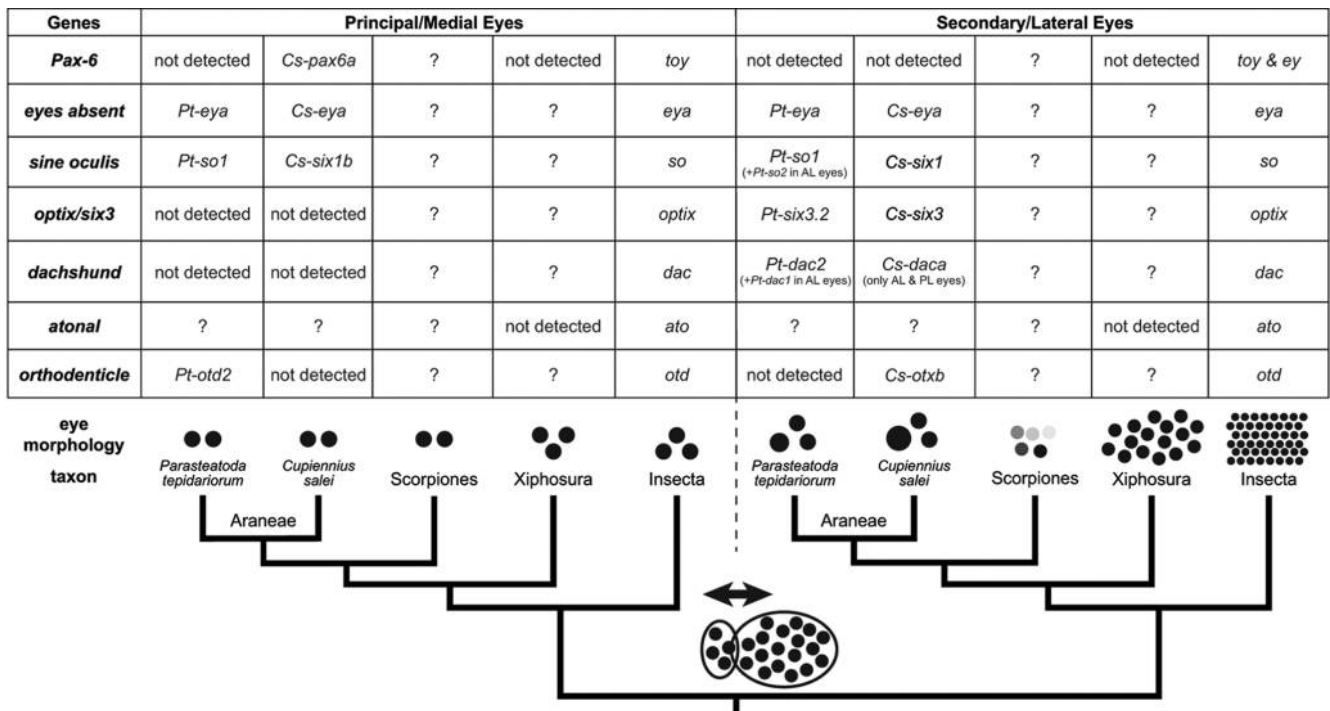 Genes Principal/Medial Eyes Secondary/Lateral Eyes
Pax-6 not detected Cs-pax6a ? not detected toy not detected not detected ? not detected toy & ey
eyes absent Pt-eya Cs-eya ? ? eya Pt-eya Cs-eya ? ? eya
sine oculis Pt-so1 Cs-six1b ? ? so Pt-so1 (+Pt-so2 in AL eyes) Cs-six1 ? ? so
optix/six3 not detected not detected ? ? optix Pt-six3.2 Cs-six3 ? ? optix
dachshund not detected not detected ? ? dac Pt-dac2 (+Pt-dac1 in AL eyes) Cs-daca (only AL & PL eyes) ? ? dac
atonal ? ? ? not detected ato ? ? ? not detected ato
orthodenticle Pt-otd2 not detected ? ? otd not detected Cs-otxb ? ? otd
eye
morphology
taxon
Parasteatoda tepidariorum Cupiennius salei Scorpiones Xiphosura Insecta Parasteatoda tepidariorum Cupiennius salei Scorpiones Xiphosura Insecta
Araneae Araneae